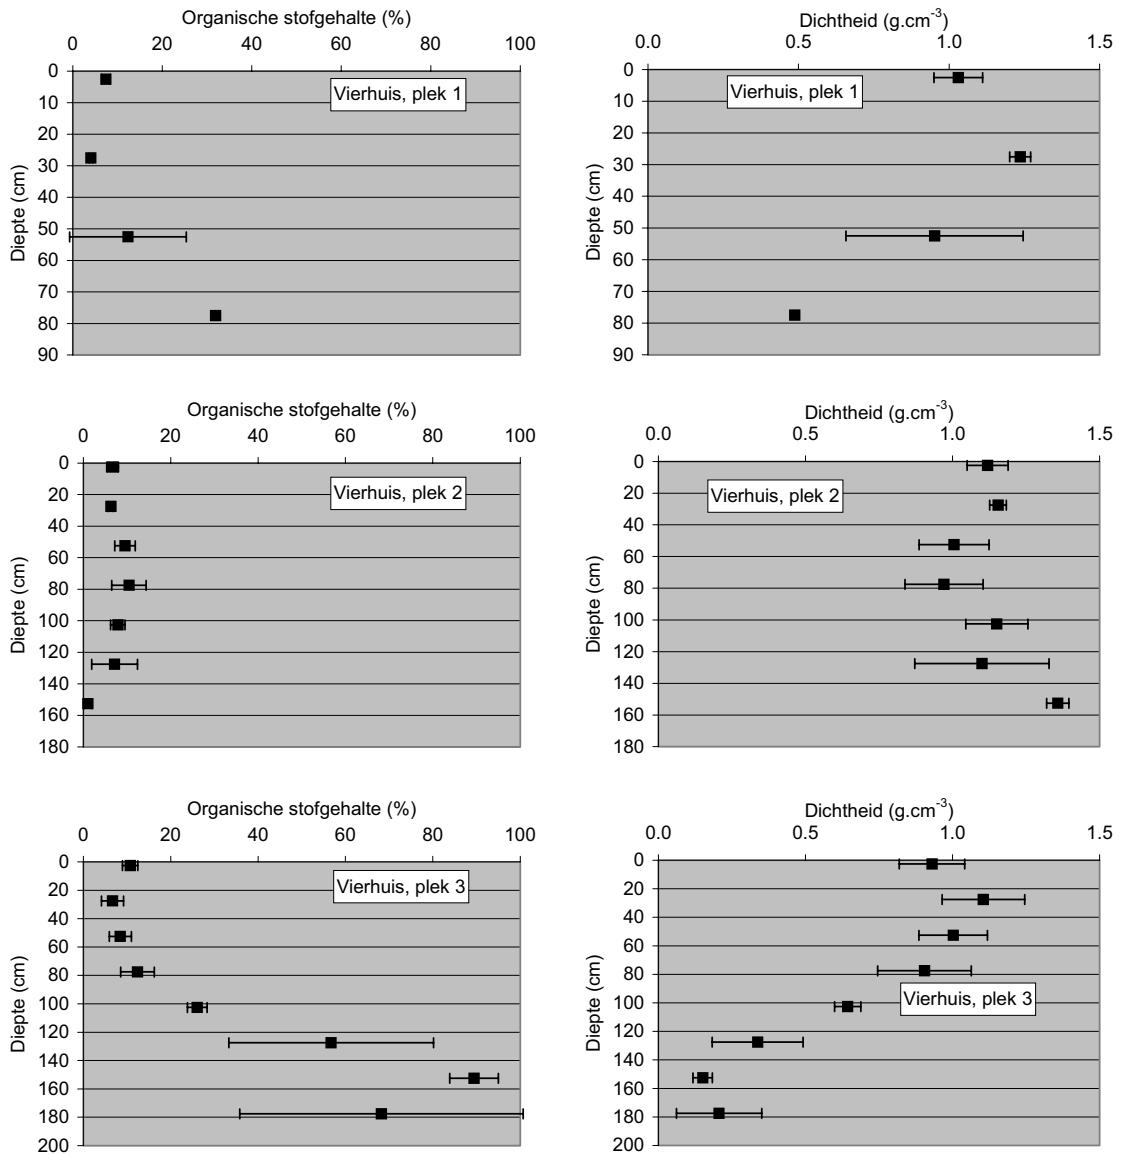 Organische stofgehalte (%)
0 20 40 60 80 100
Vierhuis, plek 1
Diepte (cm)
0
10
20
30
40
50
60
70
80
90
Dichtheid (g.cm-3)
0.0 0.5 1.0 1.5
Vierhuis, plek 1
Diepte (cm)
0
10
20
30
40
50
60
70
80
90
Organische stofgehalte (%)
0 20 40 60 80 100
Vierhuis, plek 2
Diepte (cm)
0
20
40
60
80
100
120
140
160
180
Dichtheid (g.cm-3)
0.0 0.5 1.0 1.5
Vierhuis, plek 2
Diepte (cm)
0
20
40
60
80
100
120
140
160
180
Organische stofgehalte (%)
0 20 40 60 80 100
Vierhuis, plek 3
Diepte (cm)
0
20
40
60
80
100
120
140
160
180
200
Dichtheid (g.cm-3)
0.0 0.5 1.0 1.5
Vierhuis, plek 3
Diepte (cm)
0
20
40
60
80
100
120
140
160
180
200